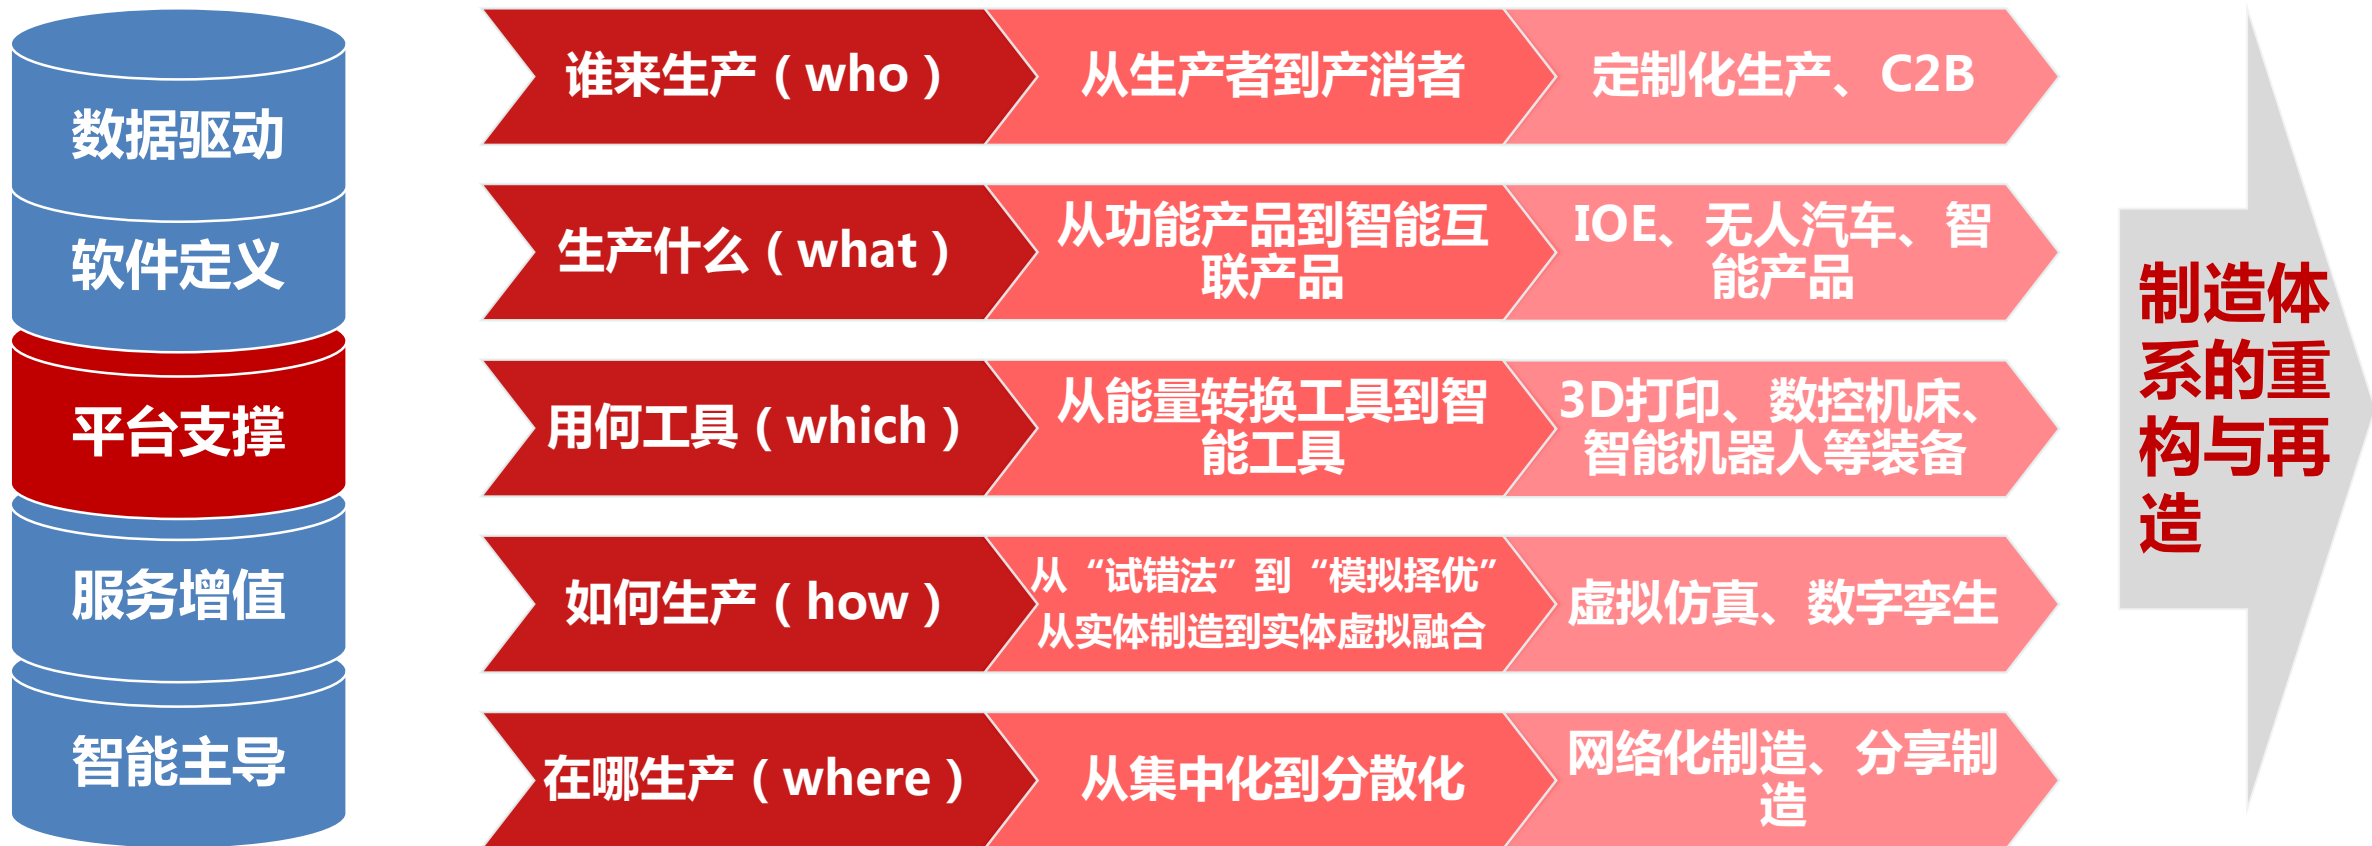 数据驱动
软件定义
平台支撑
服务增值
智能主导
谁来生产（who）
从生产者到产消者
定制化生产、C2B
生产什么（what）
从功能产品到智能互
联产品
IOE、无人汽车、智
能产品
用何工具（which）
从能量转换工具到智
能工具
3D打印、数控机床、
智能机器人等装备
如何生产（how）
从“试错法”到“模拟择优”
从实体制造到实体虚拟融合
虚拟仿真、数字孪生
在哪生产（where）
从集中化到分散化
网络化制造、分享制
造
制造体
系的重
构与再
造